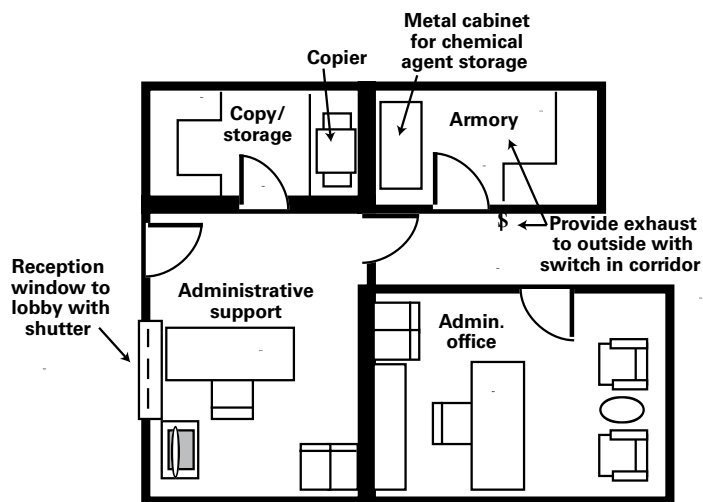 Metal cabinet
for chemical
agent storage
Copier
Copy/
storage
Armory
$
Provide exhaust
to outside with
switch in corridor
Reception
window to
lobby with
shutter
Administrative
support
Admin.
office